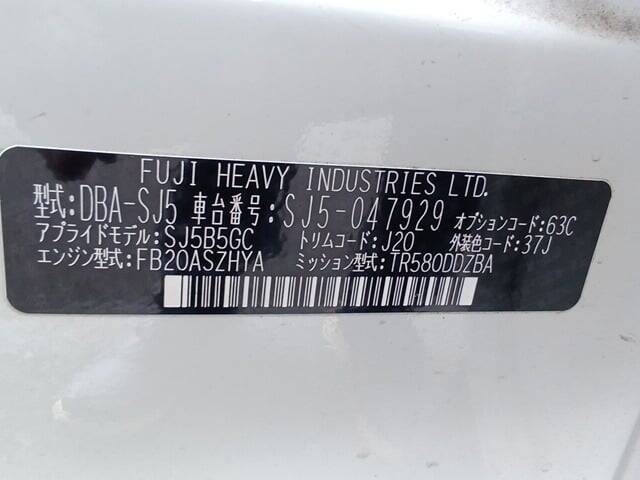 FUJI HEAVY INDUSTRIES LTD.
型式:DBA-SJ5 車台番号:SJ5-047929 オプションコード:63C
アプライドモデル:SJ5B5GC トリムコード:J20 外装色コード:37J
エンジン型式:FB20ASZHYA ミッション型式:TR580DDZBA